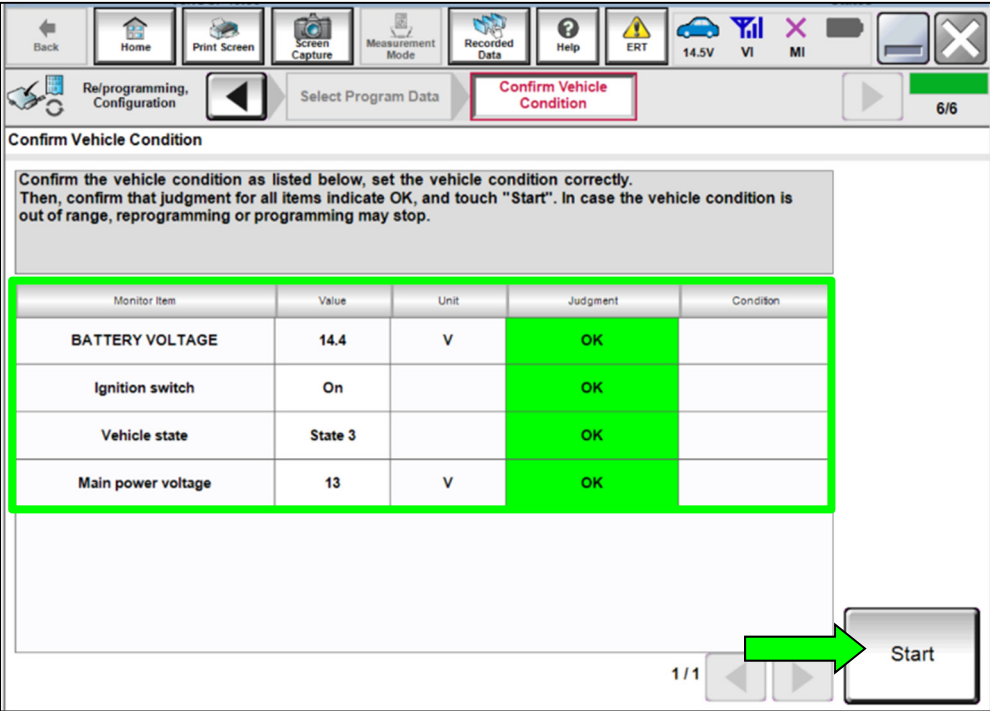 Back
Home
Print Screen
Screen
Capture
Measurement
Mode
Recorded
Data
Help
ERT
14.5V
VI
MI
Re/programming,
Configuration
Select Program Data
Confirm Vehicle
Condition
6/6
Confirm Vehicle Condition
Confirm the vehicle condition as listed below, set the vehicle condition correctly.
Then, confirm that judgment for all items indicate OK, and touch "Start". In case the vehicle condition is
out of range, reprogramming or programming may stop.
Monitor Item Value Unit Judgment Condition
BATTERY VOLTAGE 14.4 V OK
Ignition switch On OK
Vehicle state State 3 OK
Main power voltage 13 V OK
Start
1/1